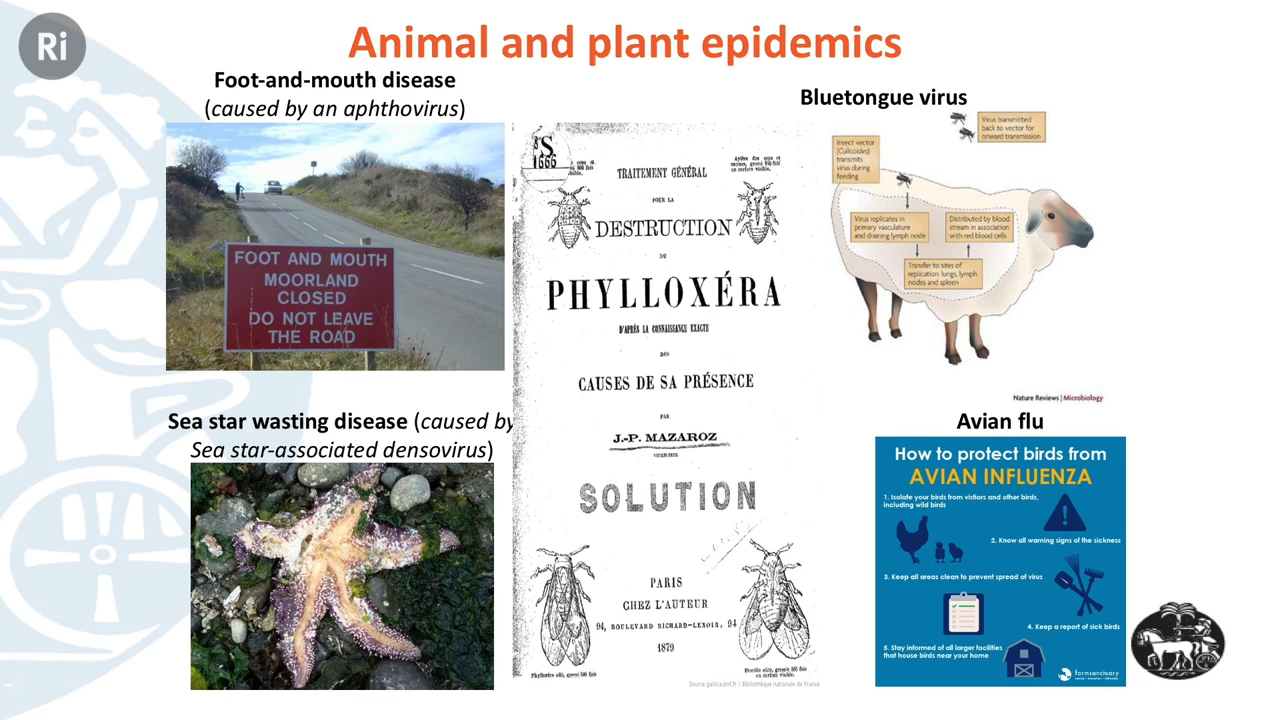 Ri
Animal and plant epidemics
Foot-and-mouth disease
(caused by an aphthovirus)
FOOT AND MOUTH
MOORLAND
CLOSED
DO NOT LEAVE
THE ROAD
Sea star wasting disease (caused by
Sea star-associated densovirus)
S
1666
TRAITEMENT GÉNÉRAL
POUR LA
DESTRUCTION
DU
PHYLLOXÉRA
D'APRÈS LA CONNAISSANCE EXACTE
DES
CAUSES DE SA PRÉSENCE
PAR
J.-P. MAZAROZ
SOLUTION
PARIS
CHEZ L'AUTEUR
94, BOULEVARD RICHARD-LENOIR, 94
1879
Source gallica.bnf.fr / Bibliothèque nationale de France
Bluetongue virus
Virus transmitted
back to vector for
onward transmission
Insect vector
(Culicoides)
transmits
virus during
feeding
Virus replicates in
primary vasculature
and draining lymph node
Distributed by blood
stream in association
with red blood cells
Transfer to sites of
replication: lungs, lymph
nodes and spleen
Nature Reviews | Microbiology
Avian flu
How to protect birds from
AVIAN INFLUENZA
1. Isolate your birds from vistiors and other birds,
including wild birds
2. Know all warning signs of the sickness
3. Keep all areas clean to prevent spread of virus
4. Keep a report of sick birds
5. Stay informed of all larger facilities
that house birds near your home
farmsanctuary